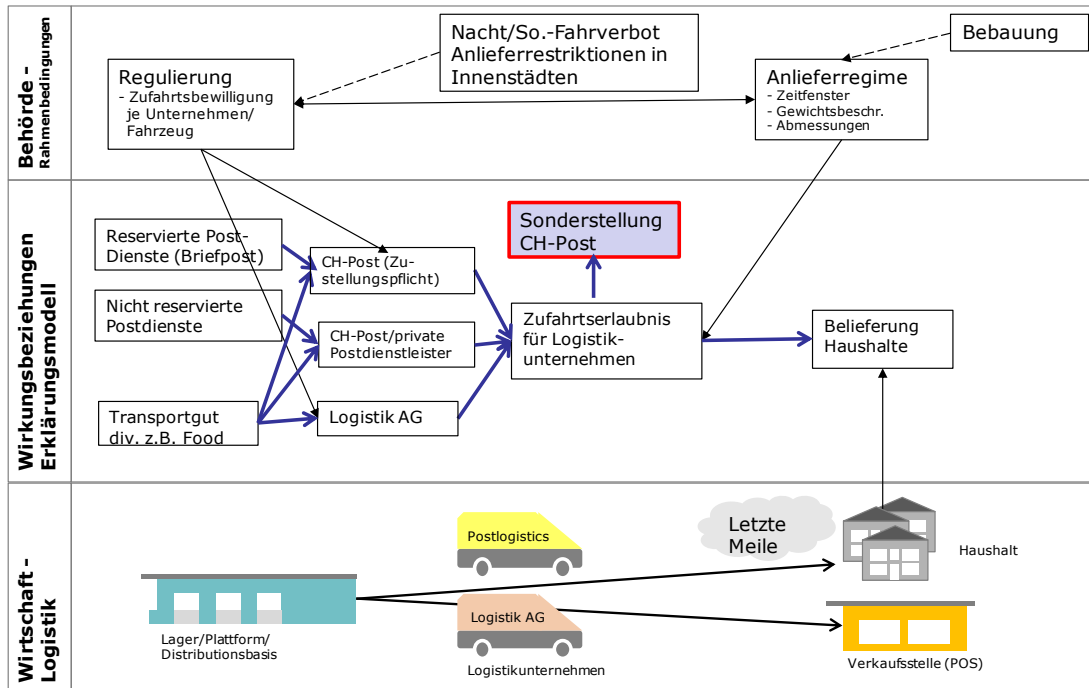 Behörde -
Rahmenbedingungen
Regulierung
- Zufahrtsbewilligung
je Unternehmen/
Fahrzeug
Nacht/So.-Fahrverbot
Anlieferrestriktionen in
Innenstädten
Bebauung
Anlieferregime
- Zeitfenster
- Gewichtsbeschr.
- Abmessungen
Wirkungsbeziehungen
Erklärungsmodell
Reservierte Post-
Dienste (Briefpost)
Nicht reservierte
Postdienste
Transportgut
div. z.B. Food
CH-Post (Zu-
stellungspflicht)
CH-Post/private
Postdienstleister
Logistik AG
Sonderstellung
CH-Post
Zufahrtserlaubnis
für Logistik-
unternehmen
Belieferung
Haushalte
Wirtschaft -
Logistik
Lager/Plattform/
Distributionsbasis
Postlogistics
Logistik AG
Logistikunternehmen
Letzte
Meile
Haushalt
Verkaufsstelle (POS)